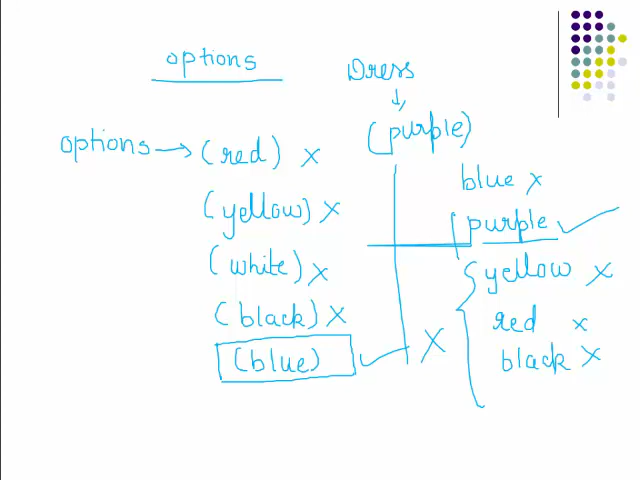 options
Dress
↓
(purple)
options → (red) x
(yellow) x
(white) x
(black) x
(blue) ✓ x
blue x
purple ✓
yellow x
red x
black x